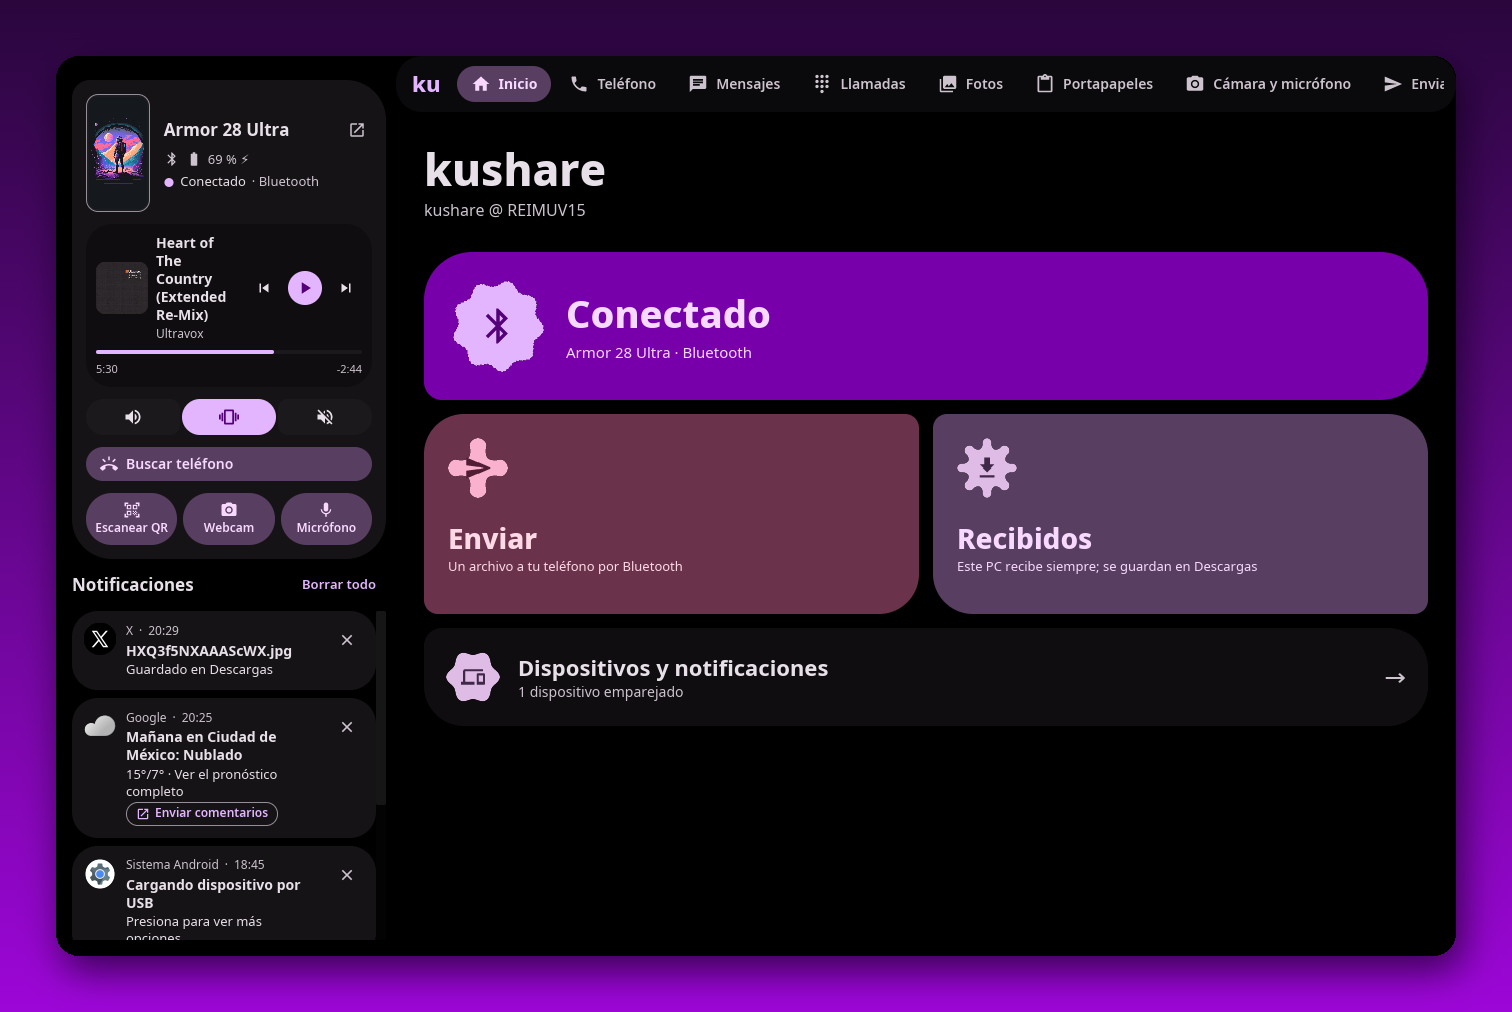 Armor 28 Ultra
69 % ⚡
Conectado · Bluetooth
Heart of
The
Country
(Extended
Re-Mix)
Ultravox
5:30
-2:44
Buscar teléfono
Escanear QR
Webcam
Micrófono
Notificaciones
Borrar todo
X · 20:29
HXQ3f5NXAAAScWX.jpg
Guardado en Descargas
Google · 20:25
Mañana en Ciudad de
México: Nublado
15°/7° · Ver el pronóstico
completo
Enviar comentarios
Sistema Android · 18:45
Cargando dispositivo por
USB
Presiona para ver más
opciones
ku
Inicio
Teléfono
Mensajes
Llamadas
Fotos
Portapapeles
Cámara y micrófono
Envia
kushare
kushare @ REIMUV15
Conectado
Armor 28 Ultra · Bluetooth
Enviar
Un archivo a tu teléfono por Bluetooth
Recibidos
Este PC recibe siempre; se guardan en Descargas
Dispositivos y notificaciones
1 dispositivo emparejado